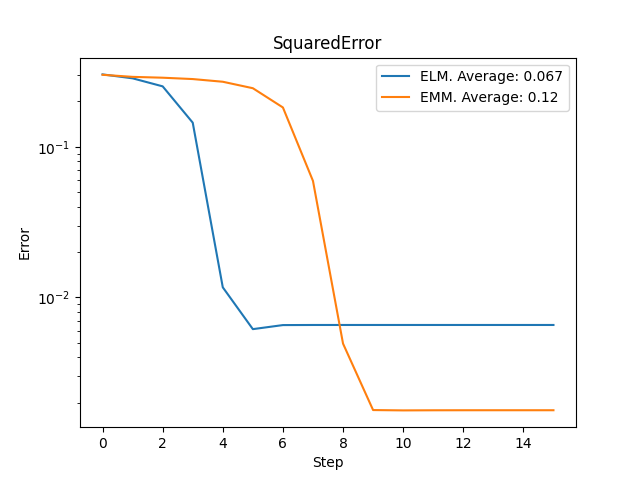 SquaredError
ELM. Average: 0.067
EMM. Average: 0.12
10⁻¹
10⁻²
Error
0 2 4 6 8 10 12 14
Step